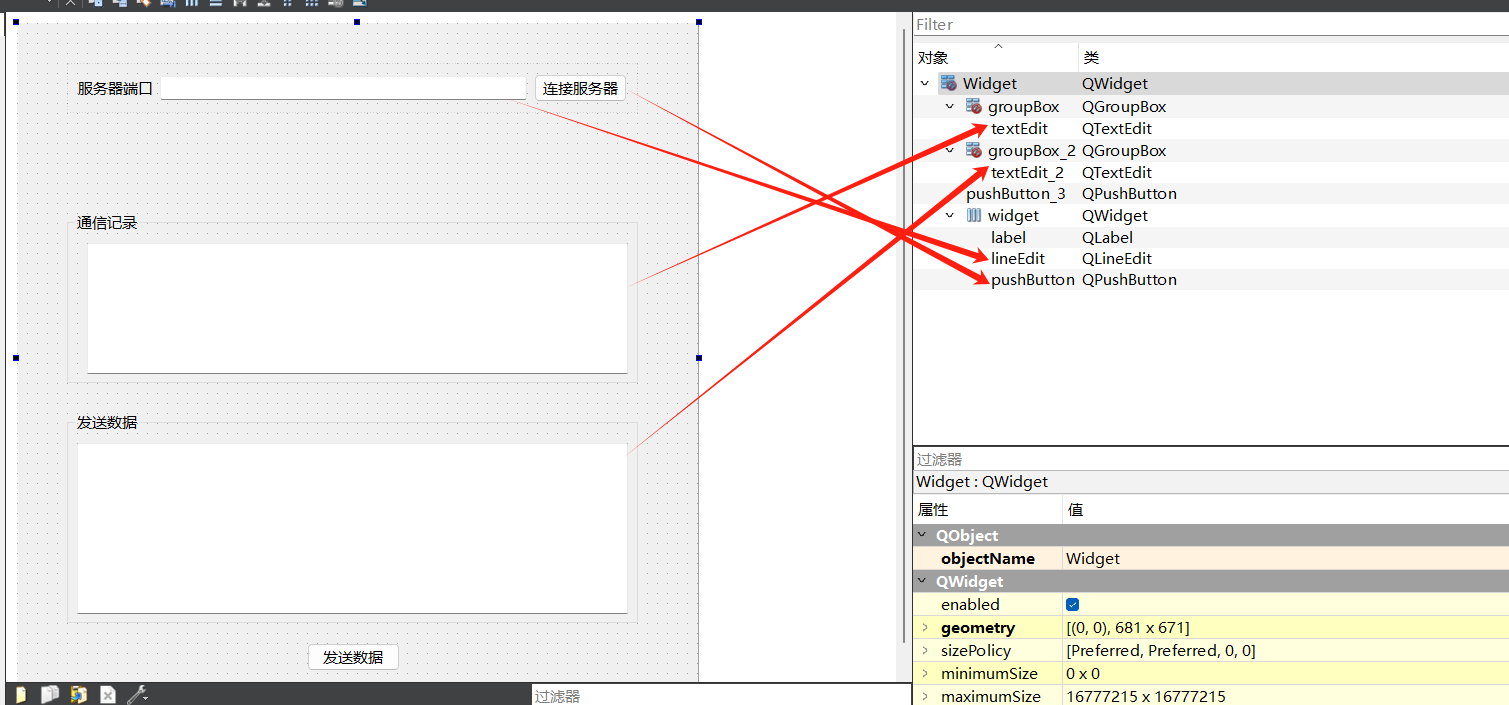 服务器端口
连接服务器
通信记录
发送数据
发送数据
过滤器
Filter
对象 类
Widget QWidget
groupBox QGroupBox
textEdit QTextEdit
groupBox_2 QGroupBox
textEdit_2 QTextEdit
pushButton_3 QPushButton
widget QWidget
label QLabel
lineEdit QLineEdit
pushButton QPushButton
过滤器
Widget : QWidget
属性 值
QObject
objectName Widget
QWidget
enabled
geometry [(0, 0), 681 x 671]
sizePolicy [Preferred, Preferred, 0, 0]
minimumSize 0 x 0
maximumSize 16777215 x 16777215